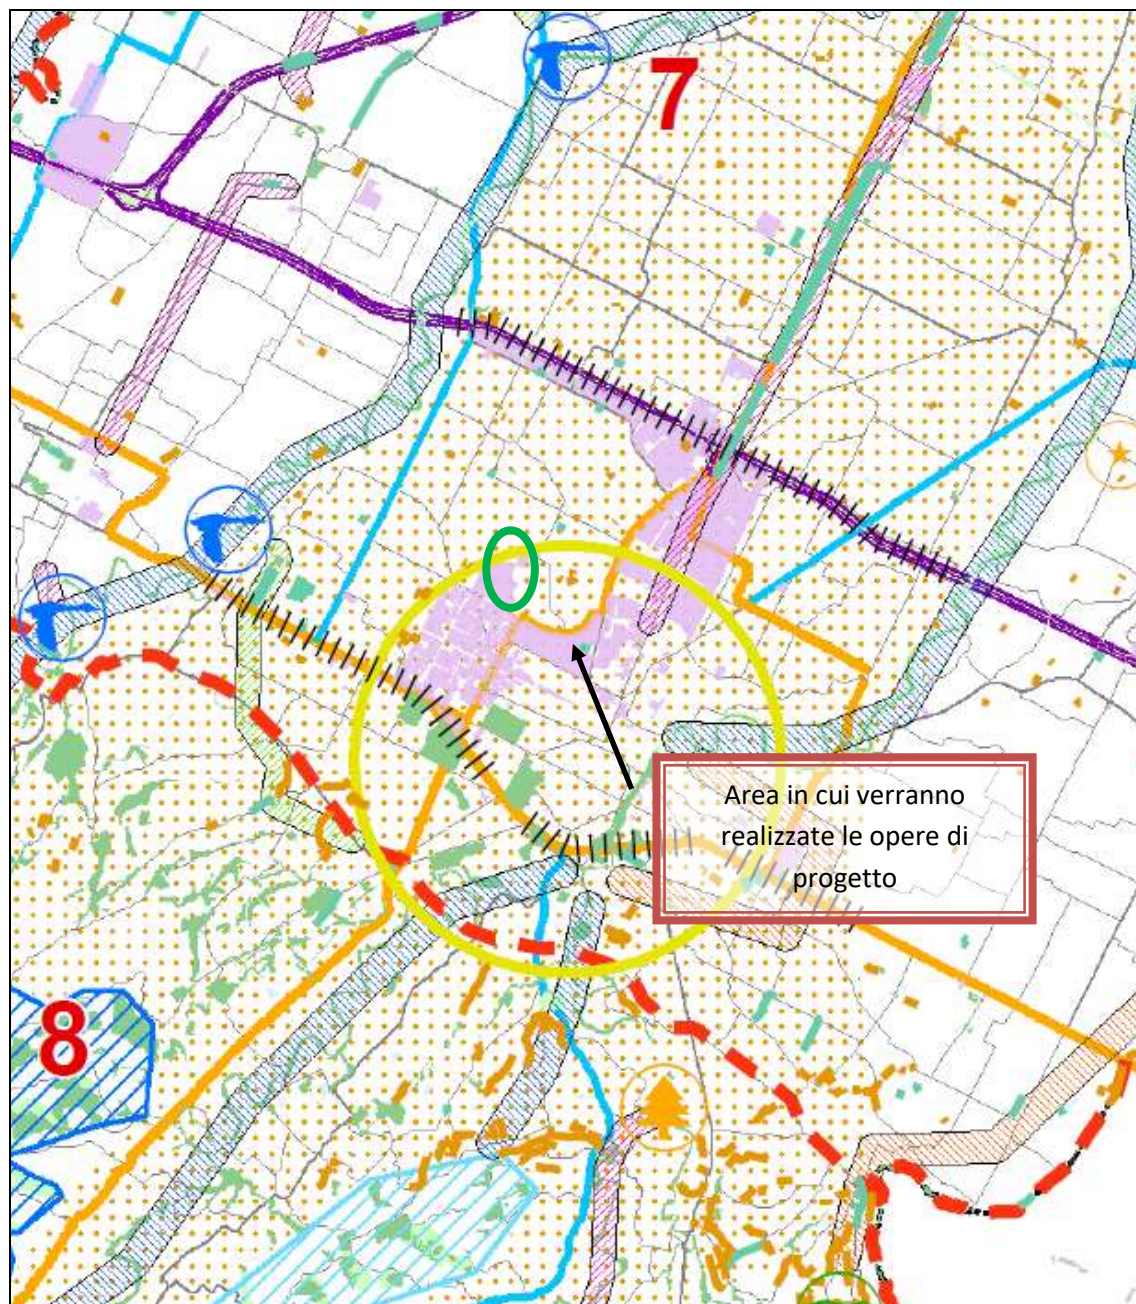 7
Area in cui verranno
realizzate le opere di
progetto
8